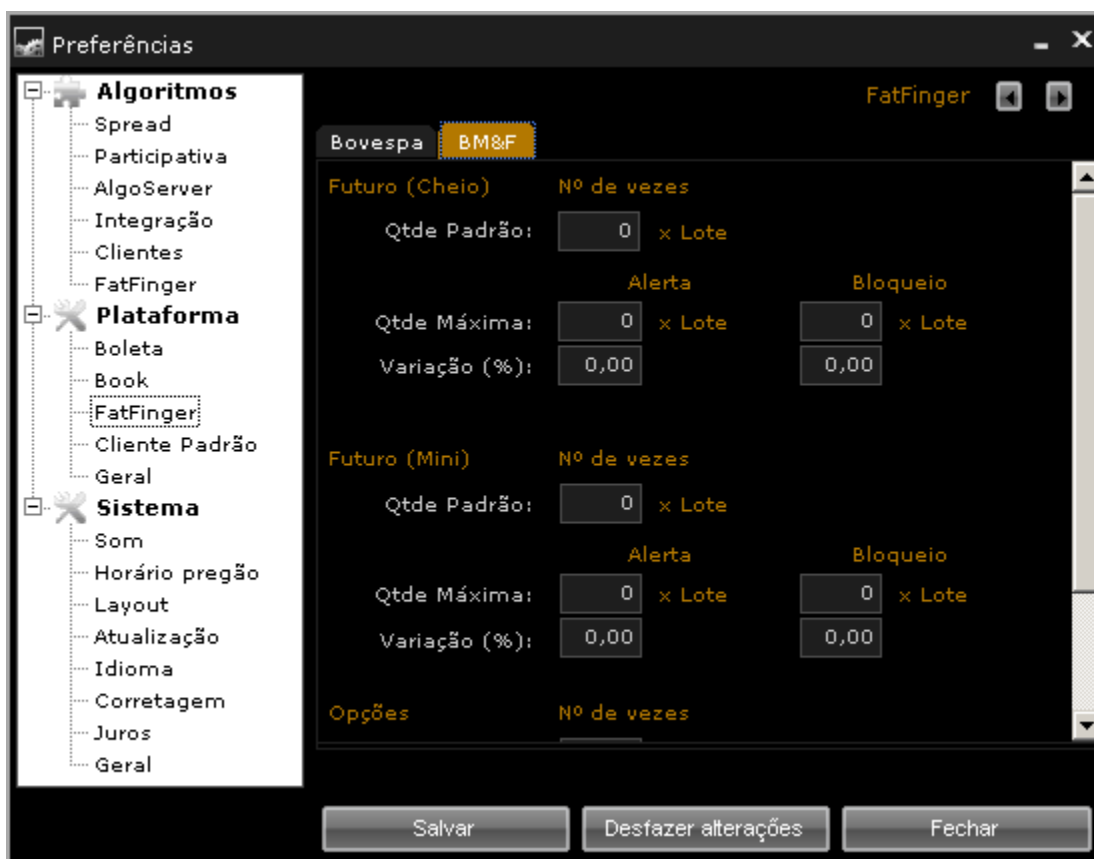 Preferências
Algoritmos
Spread
Participativa
AlgoServer
Integração
Clientes
FatFinger
Plataforma
Boleta
Book
FatFinger
Cliente Padrão
Geral
Sistema
Som
Horário pregão
Layout
Atualização
Idioma
Corretagem
Juros
Geral
FatFinger
Bovespa BM&F
Futuro (Cheio) Nº de vezes
Qtde Padrão: 0 x Lote
Alerta Bloqueio
Qtde Máxima: 0 x Lote 0 x Lote
Variação (%): 0,00 0,00
Futuro (Mini) Nº de vezes
Qtde Padrão: 0 x Lote
Alerta Bloqueio
Qtde Máxima: 0 x Lote 0 x Lote
Variação (%): 0,00 0,00
Opções Nº de vezes
Salvar Desfazer alterações Fechar